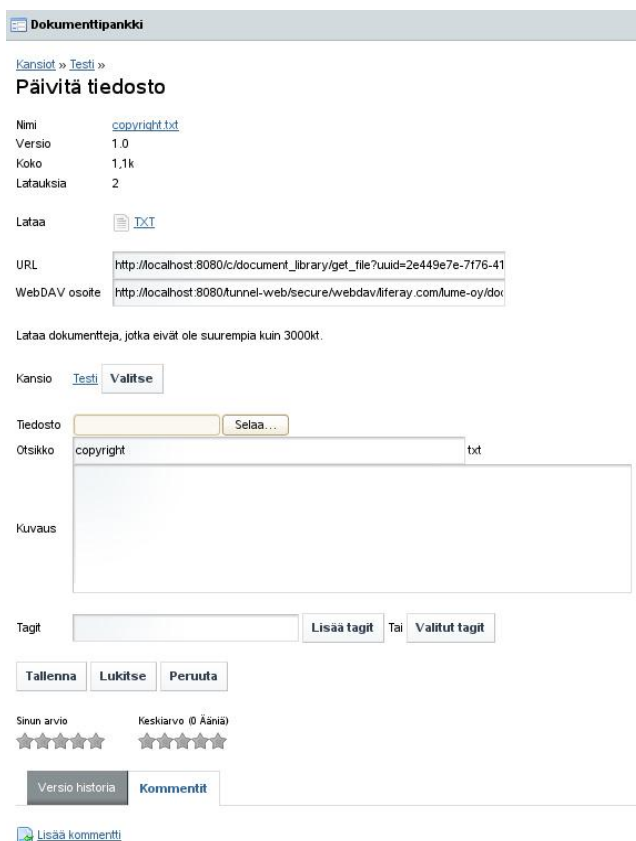 Dokumenttipankki
Kansiot » Testi »
Päivitä tiedosto
Nimi copyright.txt
Versio 1.0
Koko 1,1k
Latauksia 2
Lataa TXT
URL http://localhost:8080/c/document_library/get_file?uuid=2e449e7e-7f76-41
WebDAV osoite http://localhost:8080/tunnel-web/secure/webdav/liferay.com/lume-oy/doc
Lataa dokumentteja, jotka eivät ole suurempia kuin 3000kt.
Kansio Testi Valitse
Tiedosto Selaa...
Otsikko copyright txt
Kuvaus
Tagit Lisää tagit Tai Valitut tagit
Tallenna Lukitse Peruuta
Sinun arvio Keskiarvo (0 Ääniä)
Versio historia Kommentit
Lisää kommentti